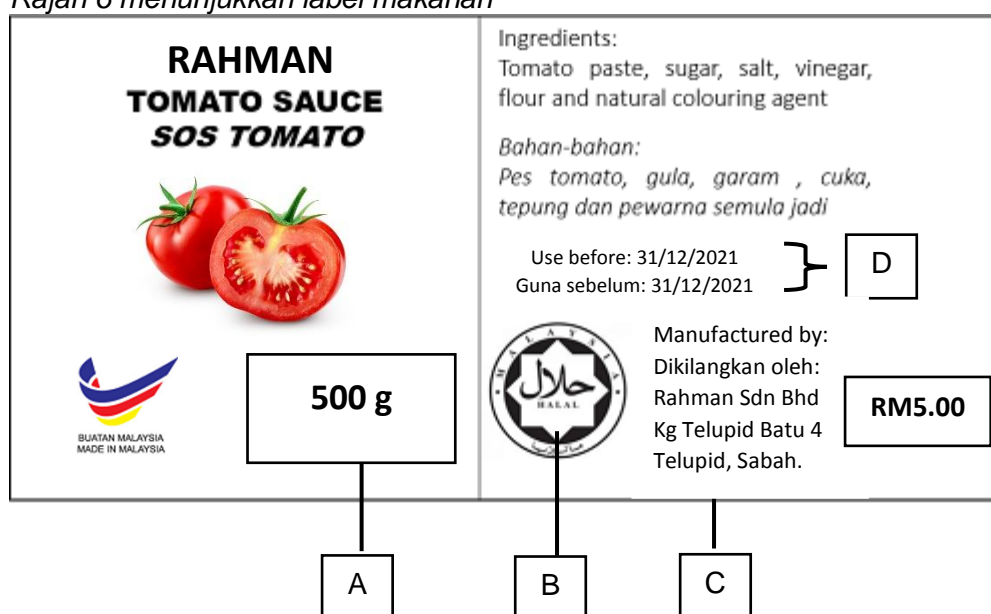 Rajah 6 menunjukkan label makanan
RAHMAN
TOMATO SAUCE
SOS TOMATO
BUATAN MALAYSIA
MADE IN MALAYSIA
500 g
Ingredients:
Tomato paste, sugar, salt, vinegar,
flour and natural colouring agent
Bahan-bahan:
Pes tomato, gula, garam , cuka,
tepung dan pewarna semula jadi
Use before: 31/12/2021
Guna sebelum: 31/12/2021
D
MALAYSIA
حلال
HALAL
Manufactured by:
Dikilangkan oleh:
Rahman Sdn Bhd
Kg Telupid Batu 4
Telupid, Sabah.
RM5.00
A
B
C